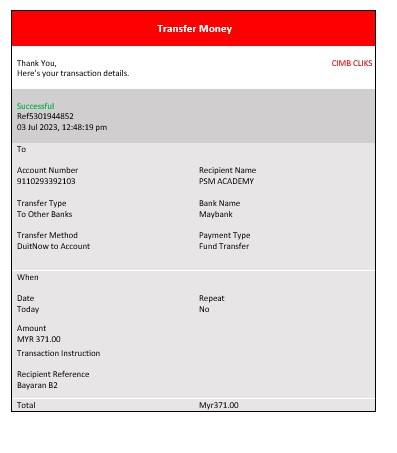 Transfer Money
Thank You,
CIMB CLIKS
Here's your transaction details.
Successful
Ref5301944852
03 Jul 2023, 12:48:19 pm
To
Account Number
Recipient Name
9110293392103
PSM ACADEMY
Transfer Type
Bank Name
To Other Banks
Maybank
Transfer Method
Payment Type
DuitNow to Account
Fund Transfer
When
Date
Repeat
Today
No
Amount
MYR 371.00
Transaction Instruction
Recipient Reference
Bayaran B2
Total
Myr371.00